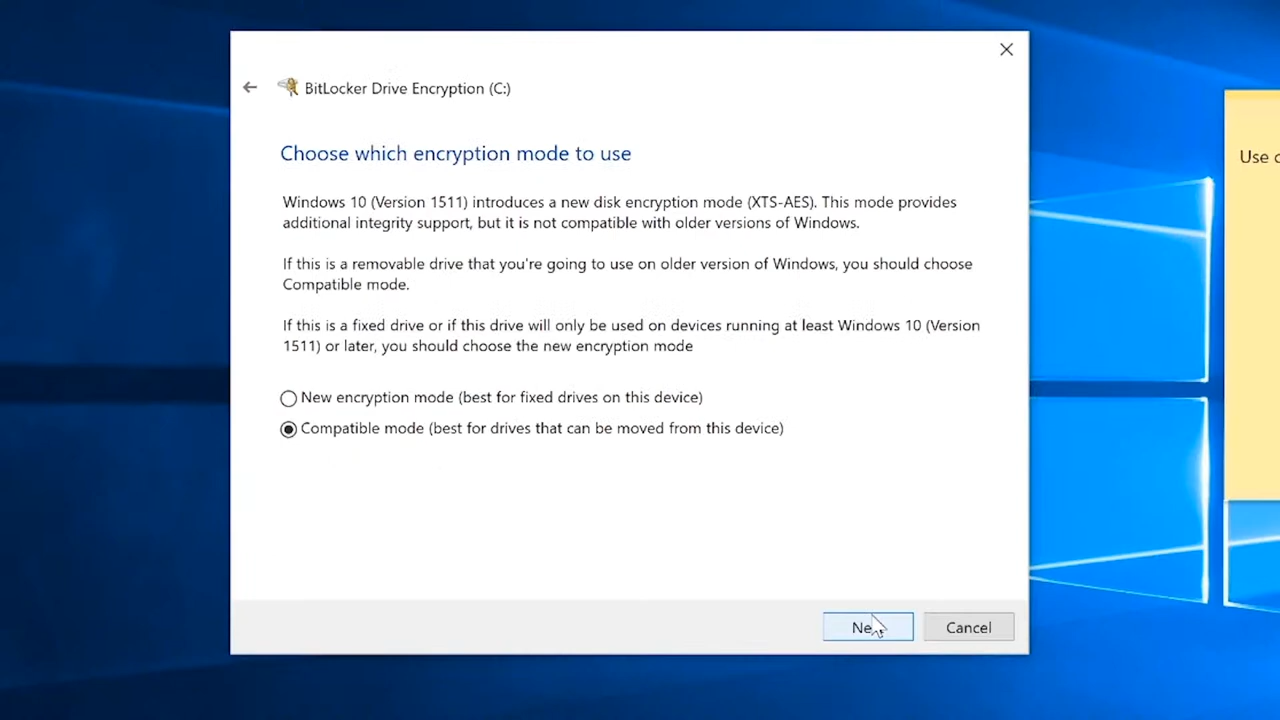 BitLocker Drive Encryption (C:)
Choose which encryption mode to use
Windows 10 (Version 1511) introduces a new disk encryption mode (XTS-AES). This mode provides
additional integrity support, but it is not compatible with older versions of Windows.
If this is a removable drive that you're going to use on older version of Windows, you should choose
Compatible mode.
If this is a fixed drive or if this drive will only be used on devices running at least Windows 10 (Version
1511) or later, you should choose the new encryption mode
New encryption mode (best for fixed drives on this device)
Compatible mode (best for drives that can be moved from this device)
Cancel
Use